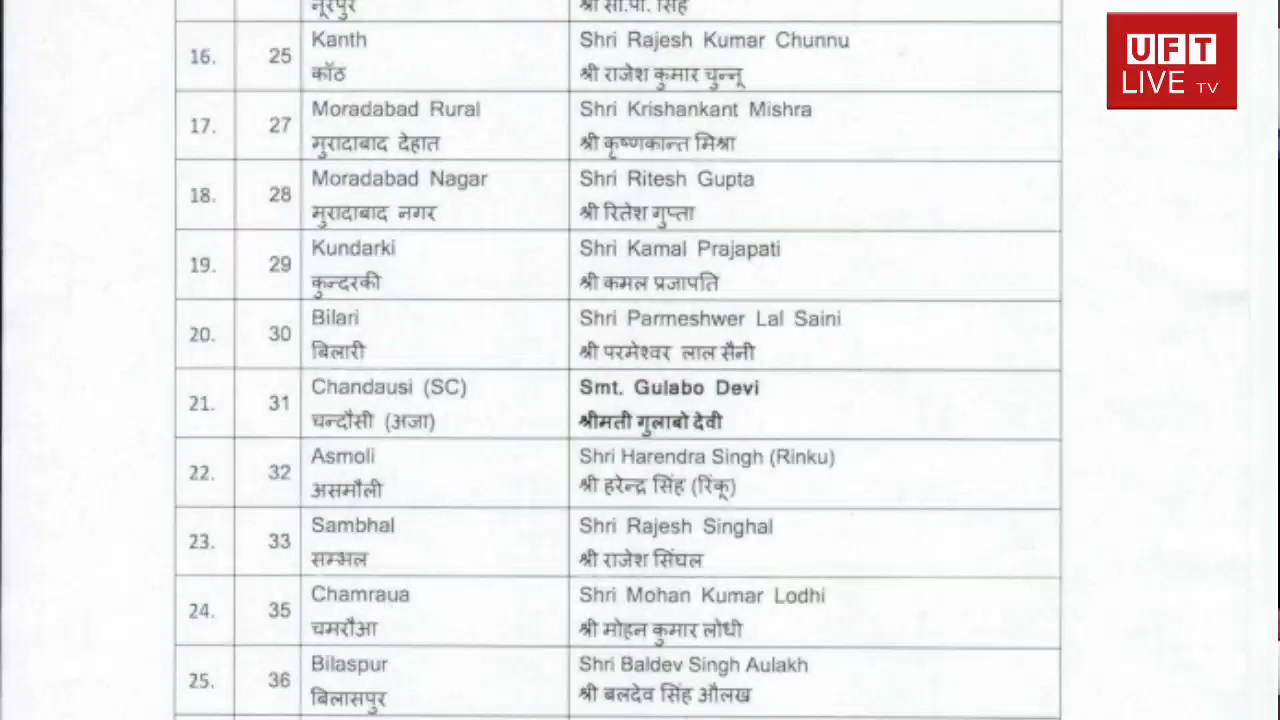 नूरपुर श्री सी.पी. सिंह
UFT
LIVE TV
16. 25 Kanth Shri Rajesh Kumar Chunnu
कॉठ श्री राजेश कुमार चुन्नू
17. 27 Moradabad Rural Shri Krishankant Mishra
मुरादाबाद देहात श्री कृष्णकान्त मिश्रा
18. 28 Moradabad Nagar Shri Ritesh Gupta
मुरादाबाद नगर श्री रितेश गुप्ता
19. 29 Kundarki Shri Kamal Prajapati
कुन्दरकी श्री कमल प्रजापति
20. 30 Bilari Shri Parmeshwer Lal Saini
बिलारी श्री परमेश्वर लाल सैनी
21. 31 Chandausi (SC) Smt. Gulabo Devi
चन्दौसी (अजा) श्रीमती गुलाबो देवी
22. 32 Asmoli Shri Harendra Singh (Rinku)
असमौली श्री हरेन्द्र सिंह (रिंकू)
23. 33 Sambhal Shri Rajesh Singhal
सम्भल श्री राजेश सिंघल
24. 35 Chamraua Shri Mohan Kumar Lodhi
चमरौआ श्री मोहन कुमार लोधी
25. 36 Bilaspur Shri Baldev Singh Aulakh
बिलासपुर श्री बलदेव सिंह औलख